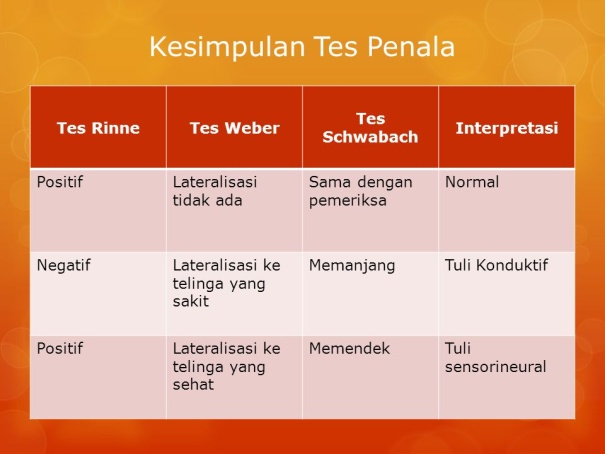 Kesimpulan Tes Penala
Tes Rinne
Tes Weber
Tes
Schwabach
Interpretasi
Positif
Lateralisasi
tidak ada
Sama dengan
pemeriksa
Normal
Negatif
Lateralisasi ke
telinga yang
sakit
Memanjang
Tuli Konduktif
Positif
Lateralisasi ke
telinga yang
sehat
Memendek
Tuli
sensorineural